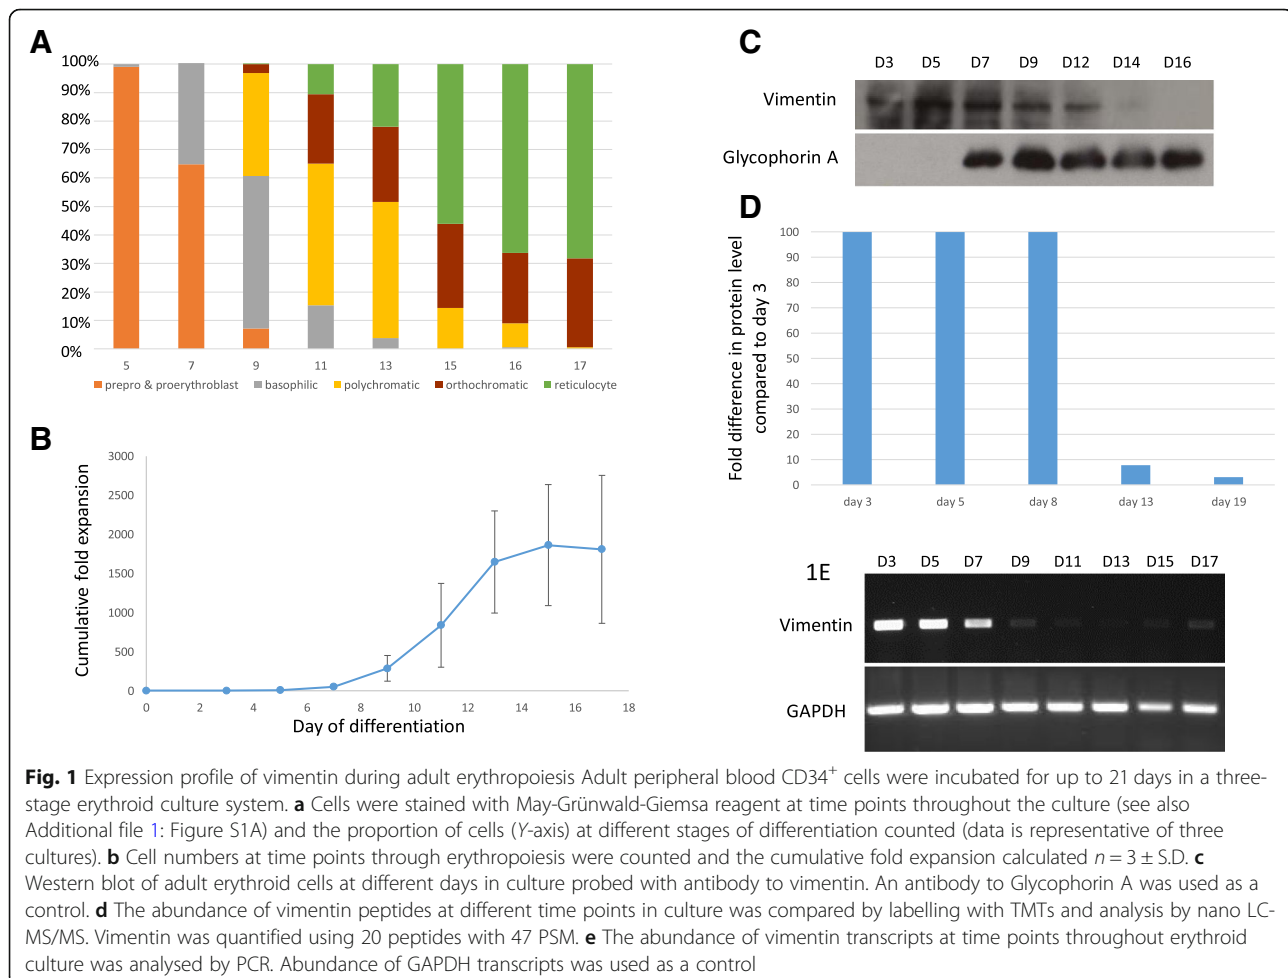 A
100%
90%
80%
70%
60%
50%
40%
30%
20%
10%
0%
5 7 9 11 13 15 16 17
prepro & proerythroblast basophilic polychromatic orthochromatic reticulocyte
B
Cumulative fold expansion
3000
2500
2000
1500
1000
500
0
0 2 4 6 8 10 12 14 16 18
Day of differentiation
C
D3 D5 D7 D9 D12 D14 D16
Vimentin
Glycophorin A
D
Fold difference in protein level
compared to day 3
100
90
80
70
60
50
40
30
20
10
0
day 3 day 5 day 8 day 13 day 19
1E
D3 D5 D7 D9 D11 D13 D15 D17
Vimentin
GAPDH
Fig. 1 Expression profile of vimentin during adult erythropoiesis Adult peripheral blood CD34+ cells were incubated for up to 21 days in a three-
stage erythroid culture system. a Cells were stained with May-Grünwald-Giemsa reagent at time points throughout the culture (see also
Additional file 1: Figure S1A) and the proportion of cells (Y-axis) at different stages of differentiation counted (data is representative of three
cultures). b Cell numbers at time points through erythropoiesis were counted and the cumulative fold expansion calculated n = 3 ± S.D. c
Western blot of adult erythroid cells at different days in culture probed with antibody to vimentin. An antibody to Glycophorin A was used as a
control. d The abundance of vimentin peptides at different time points in culture was compared by labelling with TMTs and analysis by nano LC-
MS/MS. Vimentin was quantified using 20 peptides with 47 PSM. e The abundance of vimentin transcripts at time points throughout erythroid
culture was analysed by PCR. Abundance of GAPDH transcripts was used as a control